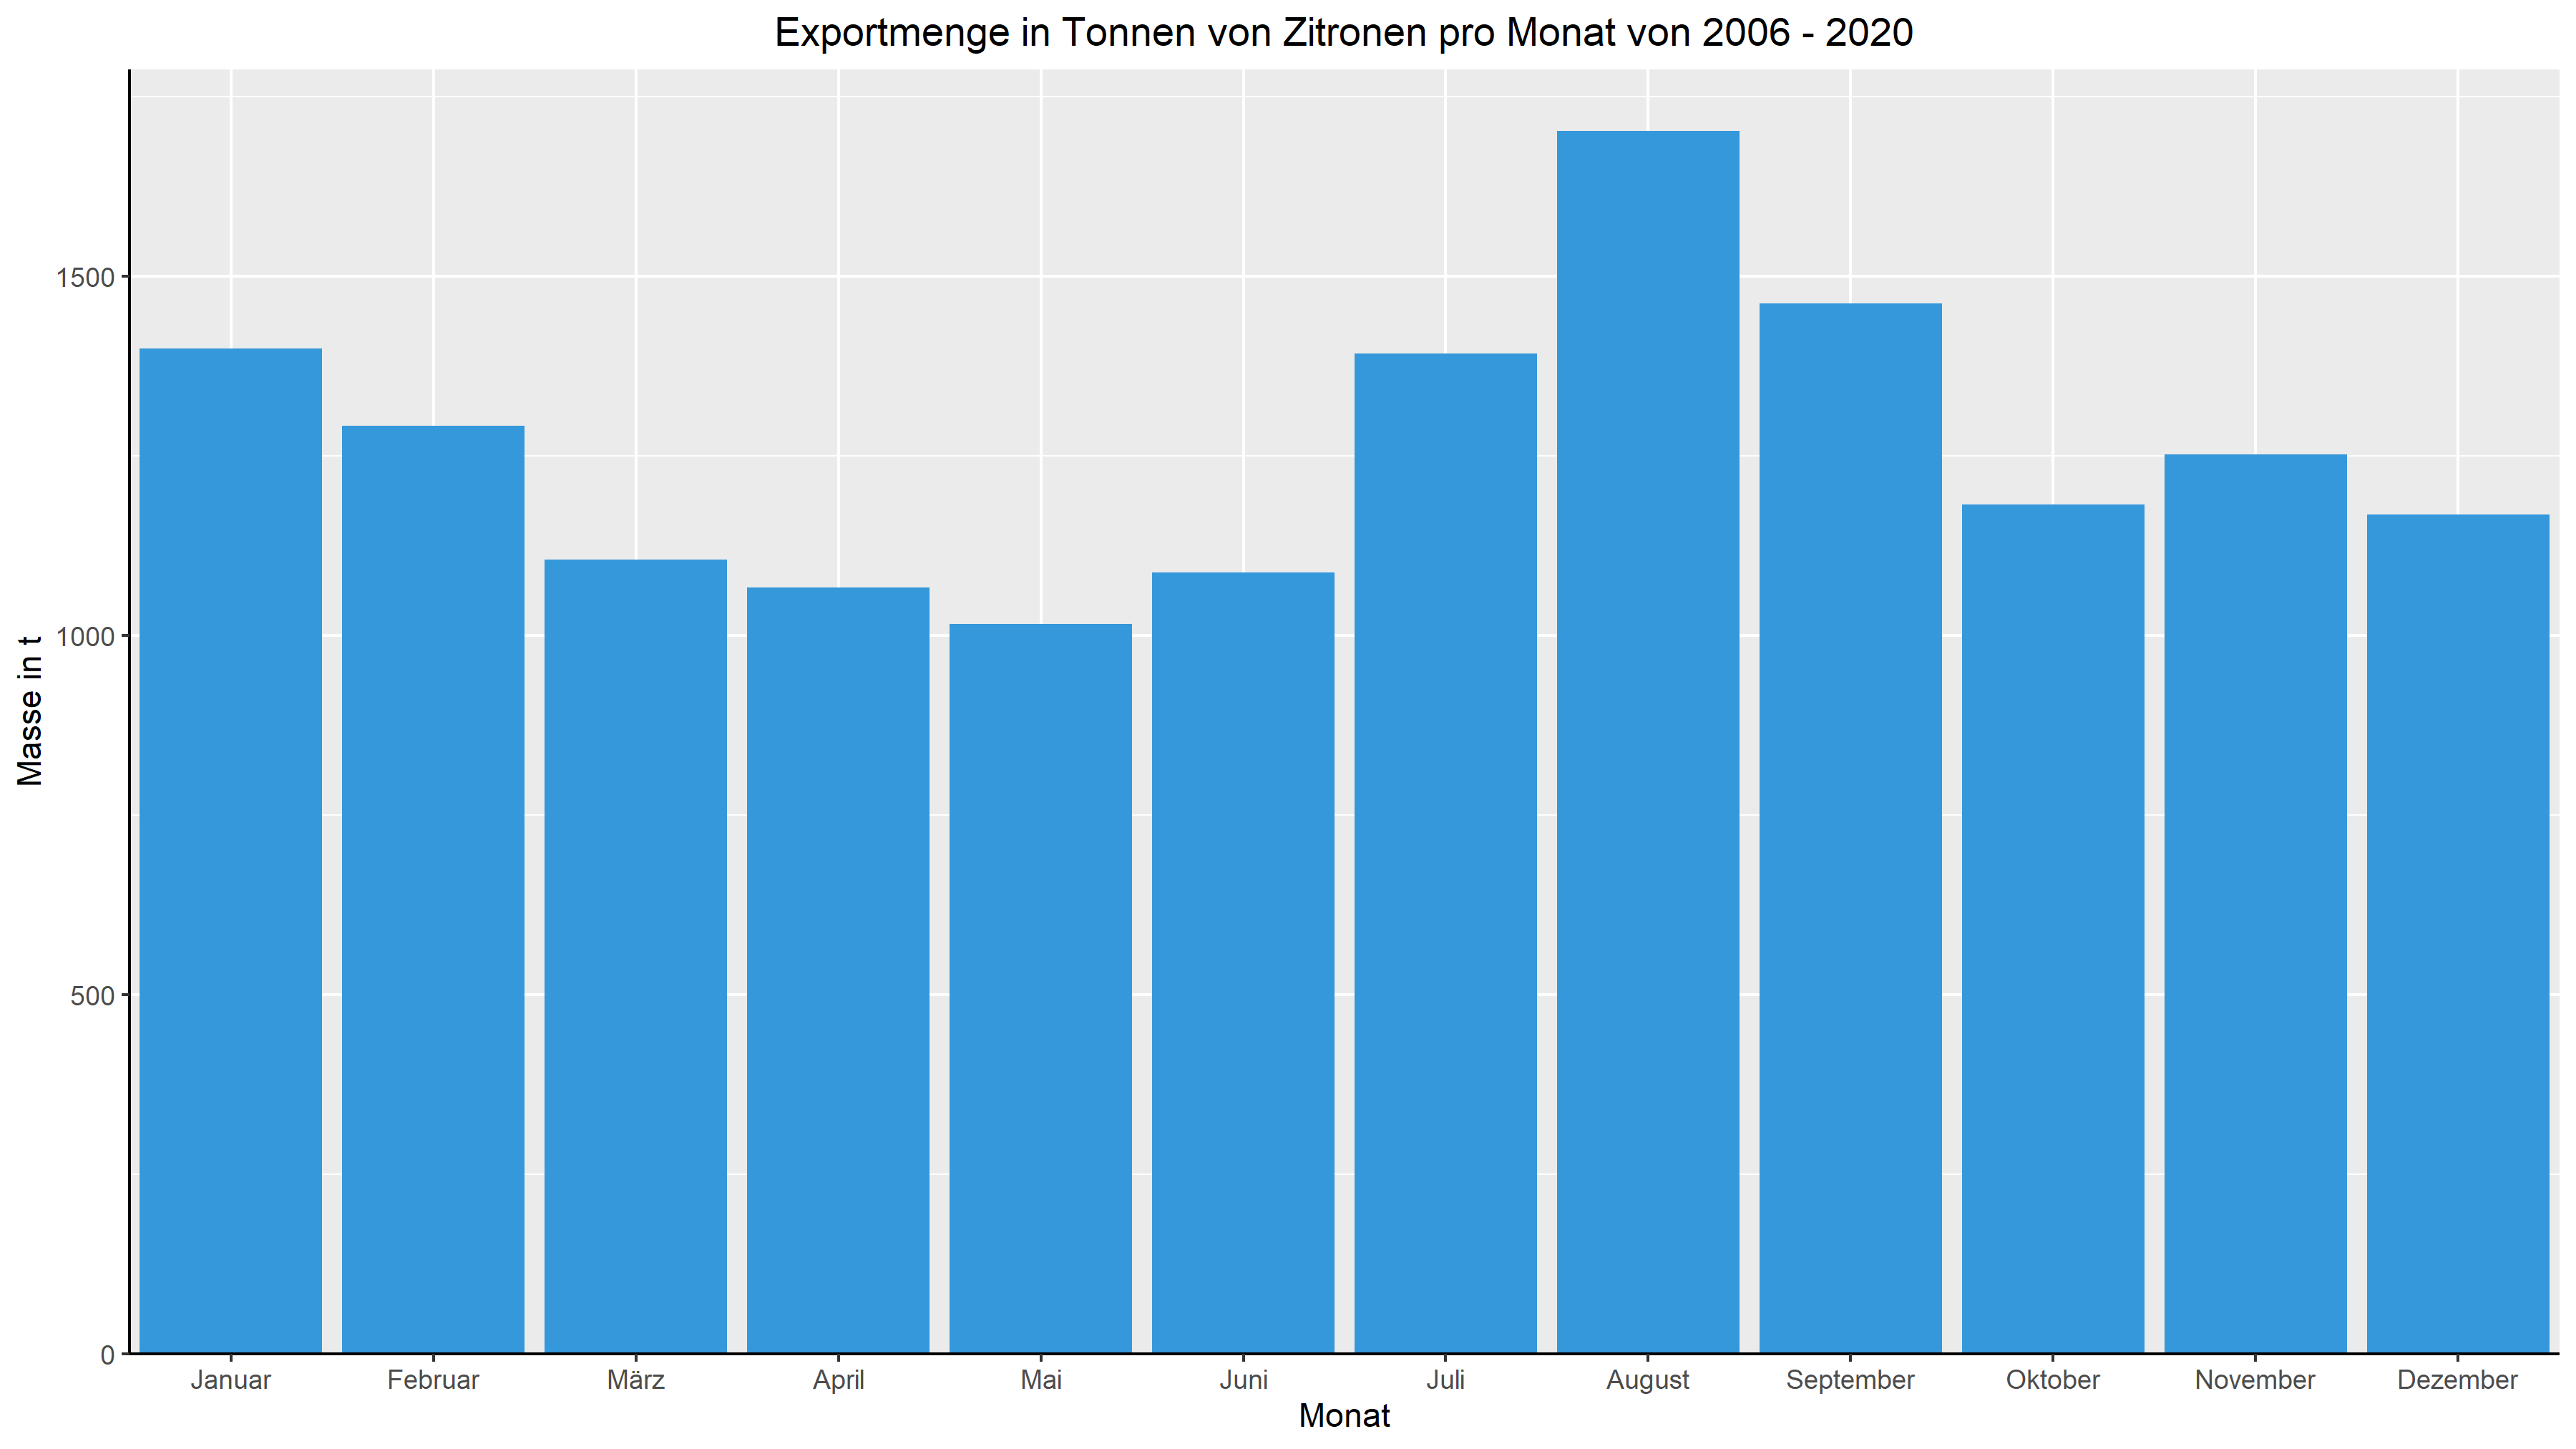 Exportmenge in Tonnen von Zitronen pro Monat von 2006 - 2020
Masse in t
1500
1000
500
0
Januar Februar März April Mai Juni Juli August September Oktober November Dezember
Monat